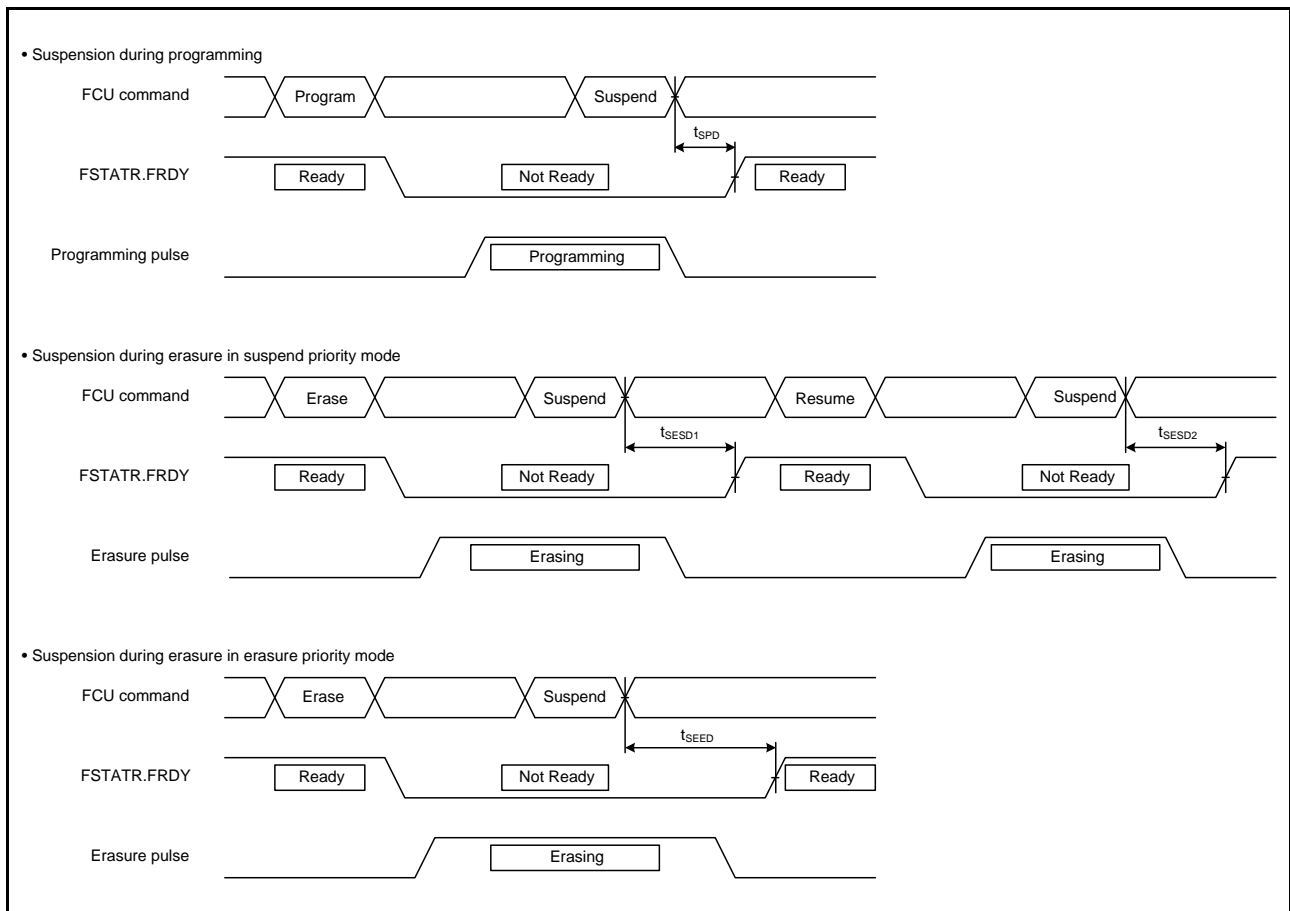 • Suspension during programming
FCU command
Program
Suspend
tSPD
FSTATR.FRDY
Ready
Not Ready
Ready
Programming pulse
Programming
• Suspension during erasure in suspend priority mode
FCU command
Erase
Suspend
Resume
Suspend
tSESD1
tSESD2
FSTATR.FRDY
Ready
Not Ready
Ready
Not Ready
Erasure pulse
Erasing
Erasing
• Suspension during erasure in erasure priority mode
FCU command
Erase
Suspend
tSEED
FSTATR.FRDY
Ready
Not Ready
Ready
Erasure pulse
Erasing